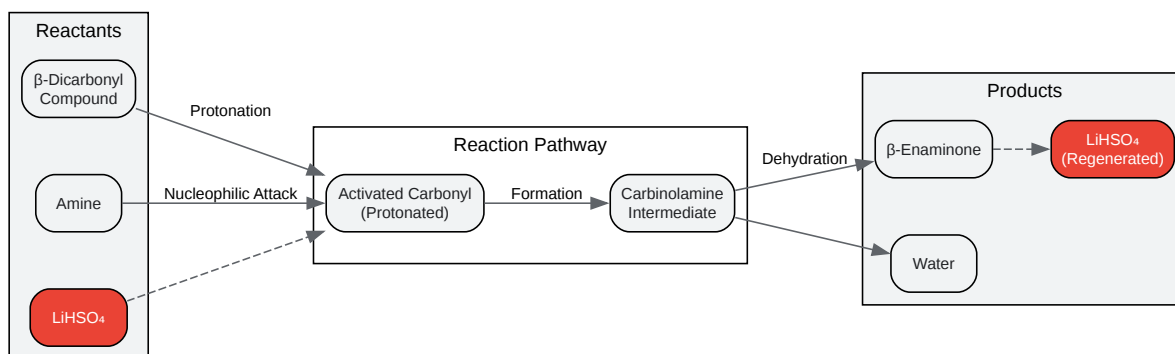 Reactants
β-Dicarbonyl
Compound
Protonation
Amine
Nucleophilic Attack
LiHSO₄
Reaction Pathway
Activated Carbonyl
(Protonated)
Formation
Carbinolamine
Intermediate
Dehydration
Products
β-Enaminone
LiHSO₄
(Regenerated)
Water